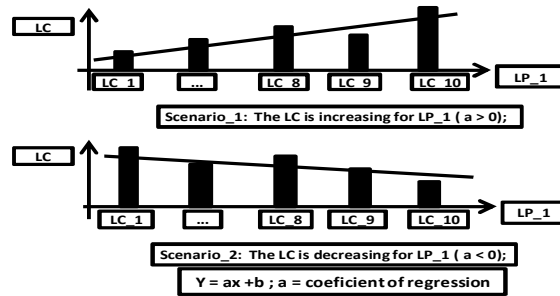 LC
LC_1 ... LC_8 LC_9 LC_10
LP_1
Scenario_1: The LC is increasing for LP_1 ( a > 0);
LC
LC_1 ... LC_8 LC_9 LC_10
LP_1
Scenario_2: The LC is decreasing for LP_1 ( a < 0);
Y = ax +b ; a = coeficient of regression